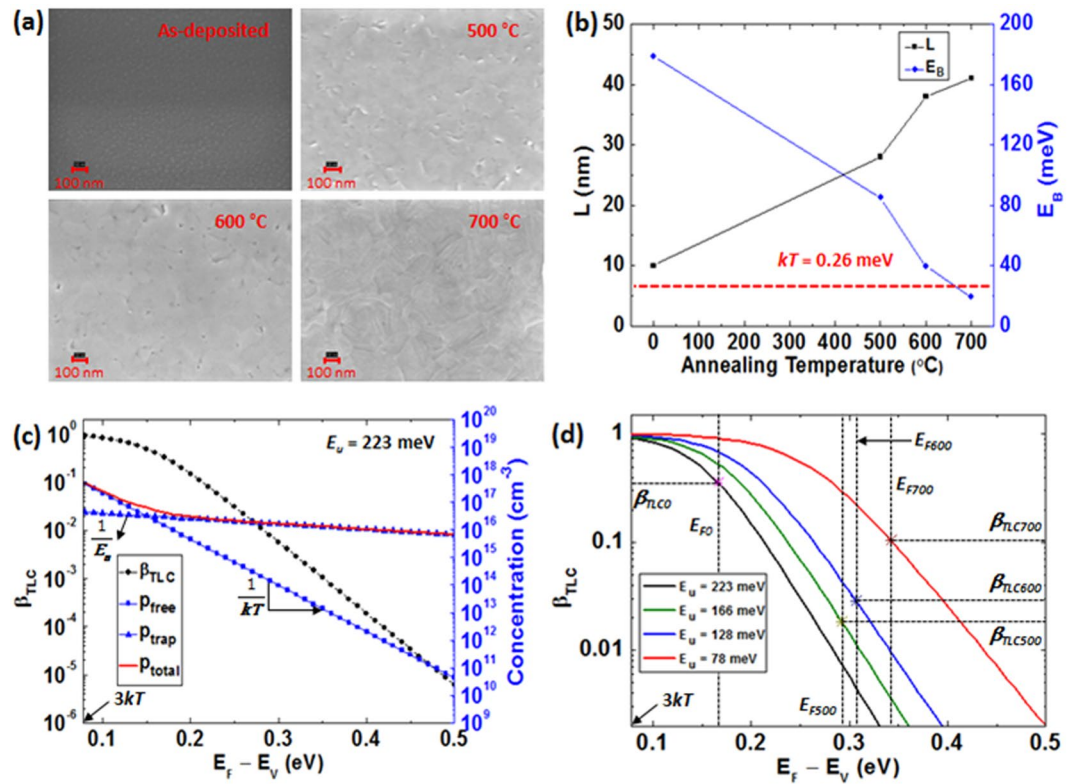 (a)
As-deposited
100 nm
500 °C
100 nm
600 °C
100 nm
700 °C
100 nm
(b)
50
40
30
20
10
0
L (nm)
L
E_B
kT = 0.26 meV
200
160
120
80
40
0
E_B (meV)
0 100 200 300 400 500 600 700
Annealing Temperature (°C)
(c)
E_u = 223 meV
10^0
10^-1
10^-2
10^-3
10^-4
10^-5
10^-6
β_TLC
1/E_u
1/kT
β_TLC
p_free
p_trap
p_total
3kT
10^20
10^19
10^18
10^17
10^16
10^15
10^14
10^13
10^12
10^11
10^10
10^9
Concentration (cm^-3)
0.1 0.2 0.3 0.4 0.5
E_F − E_V (eV)
(d)
1
0.1
0.01
β_TLC
β_TLC0
E_F0
E_F600
E_F700
β_TLC700
β_TLC600
β_TLC500
E_u = 223 meV
E_u = 166 meV
E_u = 128 meV
E_u = 78 meV
E_F500
3kT
0.1 0.2 0.3 0.4 0.5
E_F − E_V (eV)